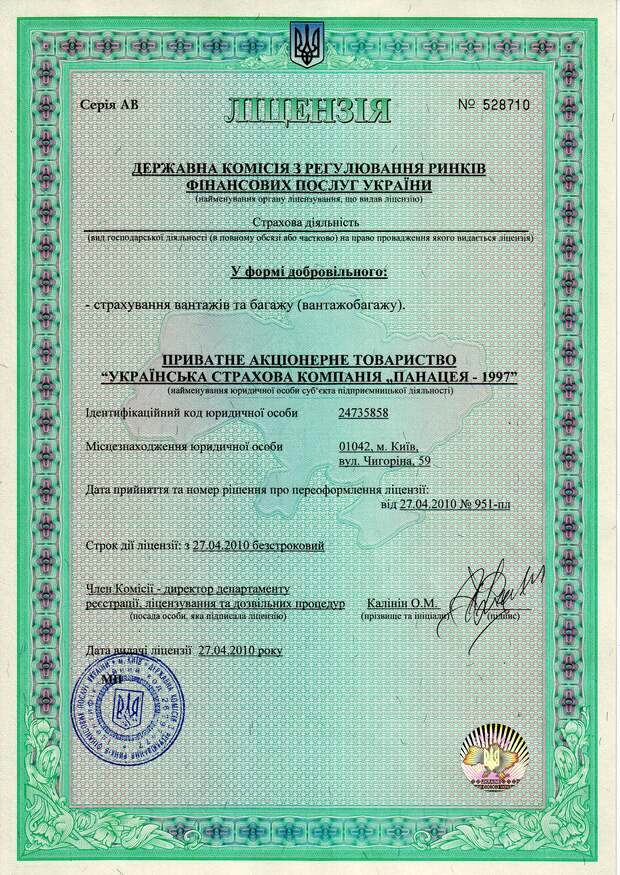 Серія АВ
ЛІЦЕНЗІЯ
№ 528710
ДЕРЖАВНА КОМІСІЯ З РЕГУЛЮВАННЯ РИНКІВ
ФІНАНСОВИХ ПОСЛУГ УКРАЇНИ
(найменування органу ліцензування, що видав ліцензію)
Страхова діяльність
(вид господарської діяльності (в повному обсязі або частково) на право провадження якого видається ліцензія)
У формі добровільного:
- страхування вантажів та багажу (вантажобагажу).
ПРИВАТНЕ АКЦІОНЕРНЕ ТОВАРИСТВО
“УКРАЇНСЬКА СТРАХОВА КОМПАНІЯ „ПАНАЦЕЯ - 1997”
(найменування юридичної особи суб’єкта підприємницької діяльності)
Ідентифікаційний код юридичної особи 24735858
Місцезнаходження юридичної особи 01042, м. Київ,
вул. Чигоріна, 59
Дата прийняття та номер рішення про переоформлення ліцензії:
від 27.04.2010 № 951-пл
Строк дії ліцензії: з 27.04.2010 безстроковий
Член Комісії - директор департаменту
реєстрації, ліцензування та дозвільних процедур Калінін О.М.
(посада особи, яка підписала ліцензію) (прізвище та ініціали) (підпис)
Дата видачі ліцензії 27.04.2010 року
МП